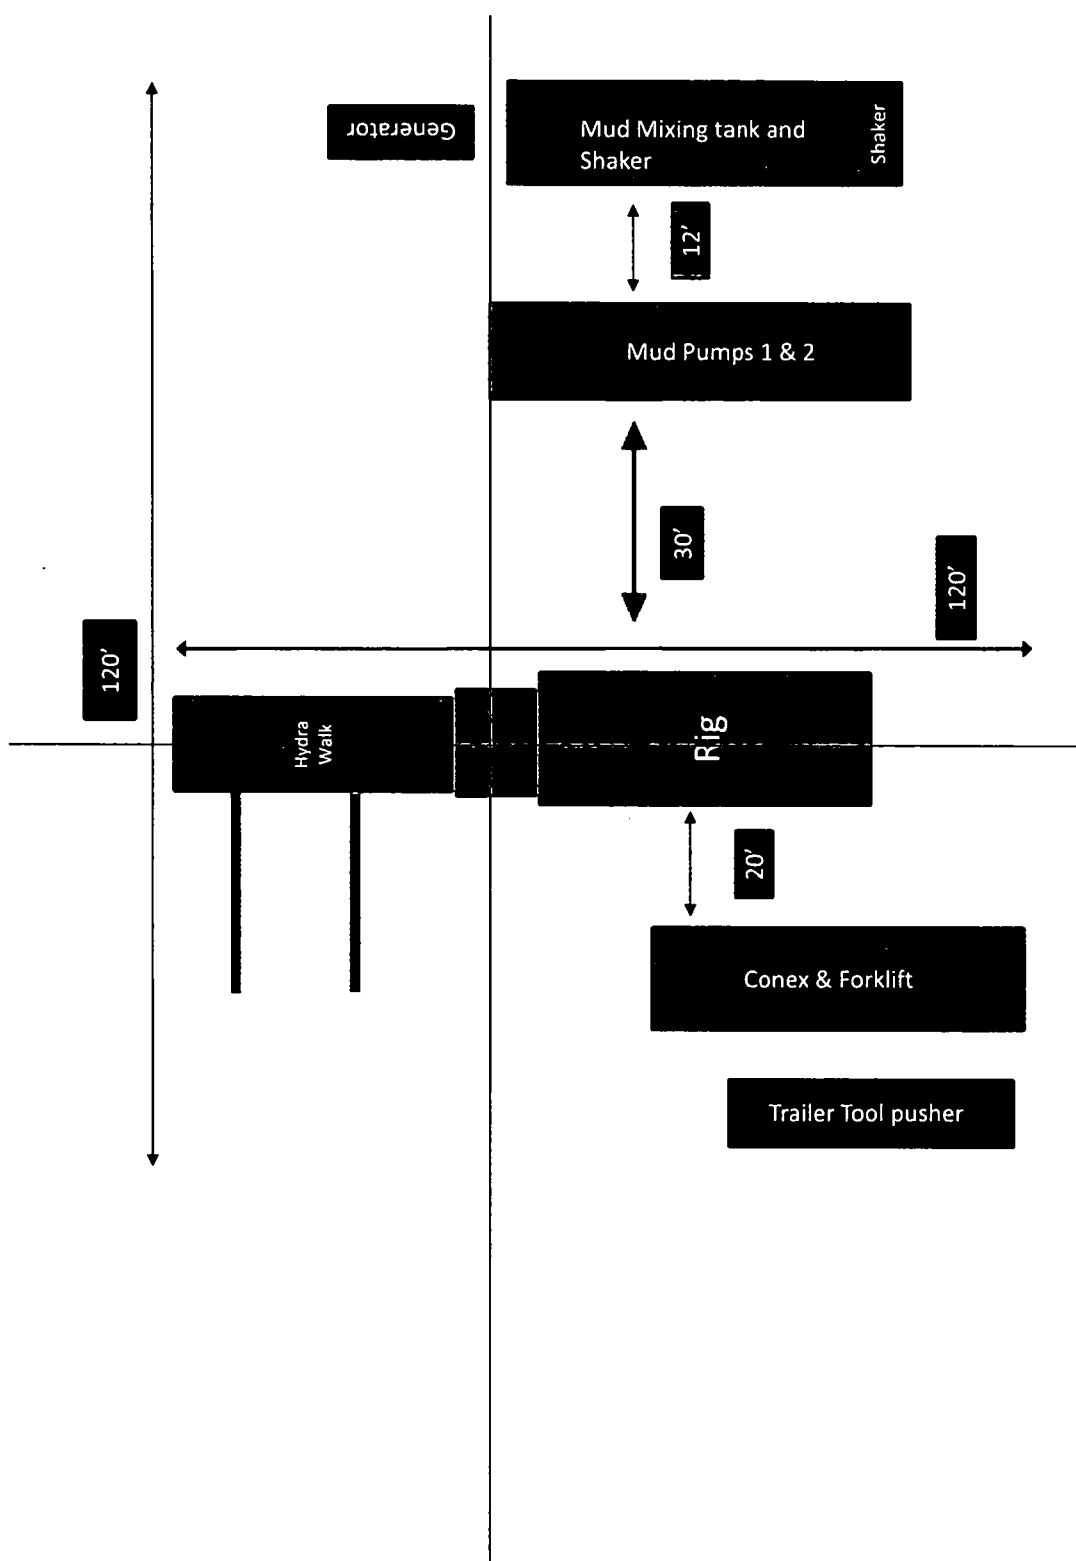 Generator
Mud Mixing tank and
Shaker
Shaker
12’
Mud Pumps 1 & 2
30’
120’
120’
Hydra
Walk
Rig
20’
Conex & Forklift
Trailer Tool pusher